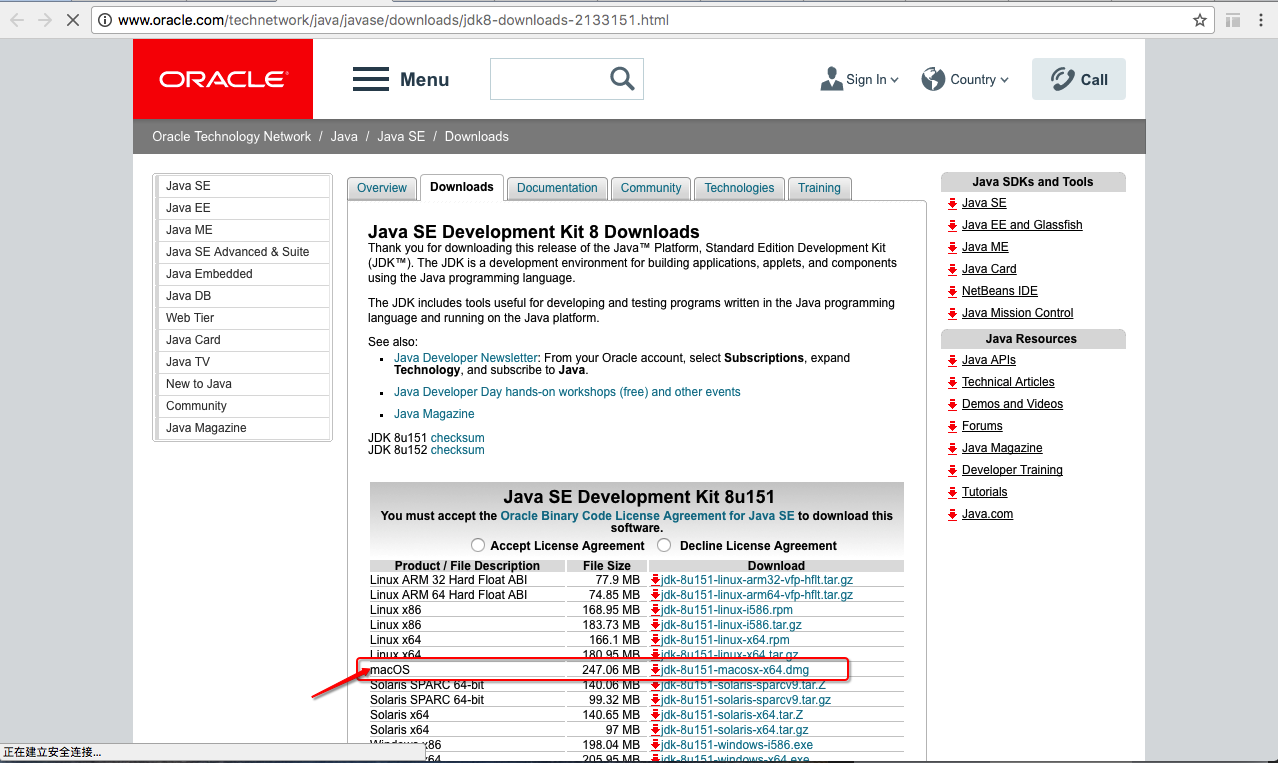 www.oracle.com/technetwork/java/javase/downloads/jdk8-downloads-2133151.html
ORACLE
Menu
Sign In
Country
Call
Oracle Technology Network / Java / Java SE / Downloads
Java SE
Java EE
Java ME
Java SE Advanced & Suite
Java Embedded
Java DB
Web Tier
Java Card
Java TV
New to Java
Community
Java Magazine
Overview Downloads Documentation Community Technologies Training
Java SE Development Kit 8 Downloads
Thank you for downloading this release of the Java™ Platform, Standard Edition Development Kit
(JDK™). The JDK is a development environment for building applications, applets, and components
using the Java programming language.
The JDK includes tools useful for developing and testing programs written in the Java programming
language and running on the Java platform.
See also:
Java Developer Newsletter: From your Oracle account, select Subscriptions, expand
Technology, and subscribe to Java.
Java Developer Day hands-on workshops (free) and other events
Java Magazine
JDK 8u151 checksum
JDK 8u152 checksum
Java SE Development Kit 8u151
You must accept the Oracle Binary Code License Agreement for Java SE to download this
software.
Accept License Agreement Decline License Agreement
Product / File Description File Size Download
Linux ARM 32 Hard Float ABI 77.9 MB jdk-8u151-linux-arm32-vfp-hflt.tar.gz
Linux ARM 64 Hard Float ABI 74.85 MB jdk-8u151-linux-arm64-vfp-hflt.tar.gz
Linux x86 168.95 MB jdk-8u151-linux-i586.rpm
Linux x86 183.73 MB jdk-8u151-linux-i586.tar.gz
Linux x64 166.1 MB jdk-8u151-linux-x64.rpm
Linux x64 180.95 MB jdk-8u151-linux-x64.tar.gz
macOS 247.06 MB jdk-8u151-macosx-x64.dmg
Solaris SPARC 64-bit 140.06 MB jdk-8u151-solaris-sparcv9.tar.Z
Solaris SPARC 64-bit 99.32 MB jdk-8u151-solaris-sparcv9.tar.gz
Solaris x64 140.65 MB jdk-8u151-solaris-x64.tar.Z
Solaris x64 97 MB jdk-8u151-solaris-x64.tar.gz
Windows x86 198.04 MB jdk-8u151-windows-i586.exe
x64 205.95 MB jdk-8u151-windows-x64.exe
Java SDKs and Tools
Java SE
Java EE and Glassfish
Java ME
Java Card
NetBeans IDE
Java Mission Control
Java Resources
Java APIs
Technical Articles
Demos and Videos
Forums
Java Magazine
Developer Training
Tutorials
Java.com
正在建立安全连接...